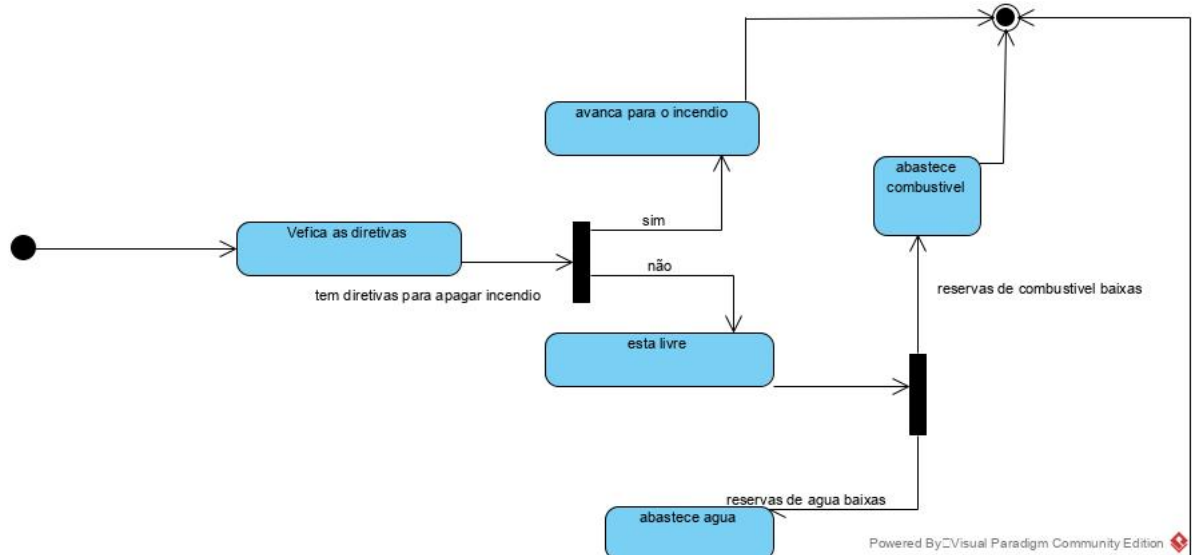 avanca para o incendio
abastece
combustivel
sim
Vefica as diretivas
não
tem diretivas para apagar incendio
reservas de combustivel baixas
esta livre
reservas de agua baixas
abastece agua
Powered By Visual Paradigm Community Edition